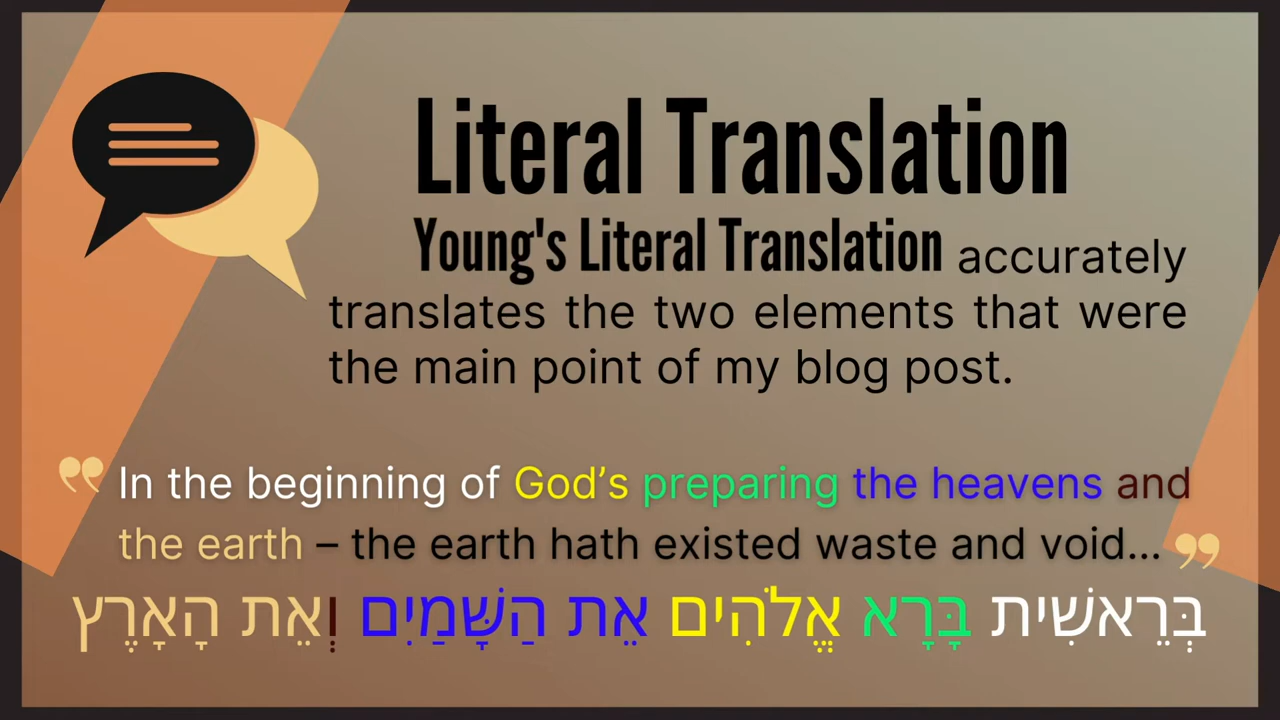 Literal Translation
Young's Literal Translation accurately
translates the two elements that were
the main point of my blog post.
❞ In the beginning of God’s preparing the heavens and
the earth – the earth hath existed waste and void... ❞
בְּרֵאשִׁית בָּרָא אֱלֹהִים אֵת הַשָּׁמַיִם וְאֵת הָאָרֶץ